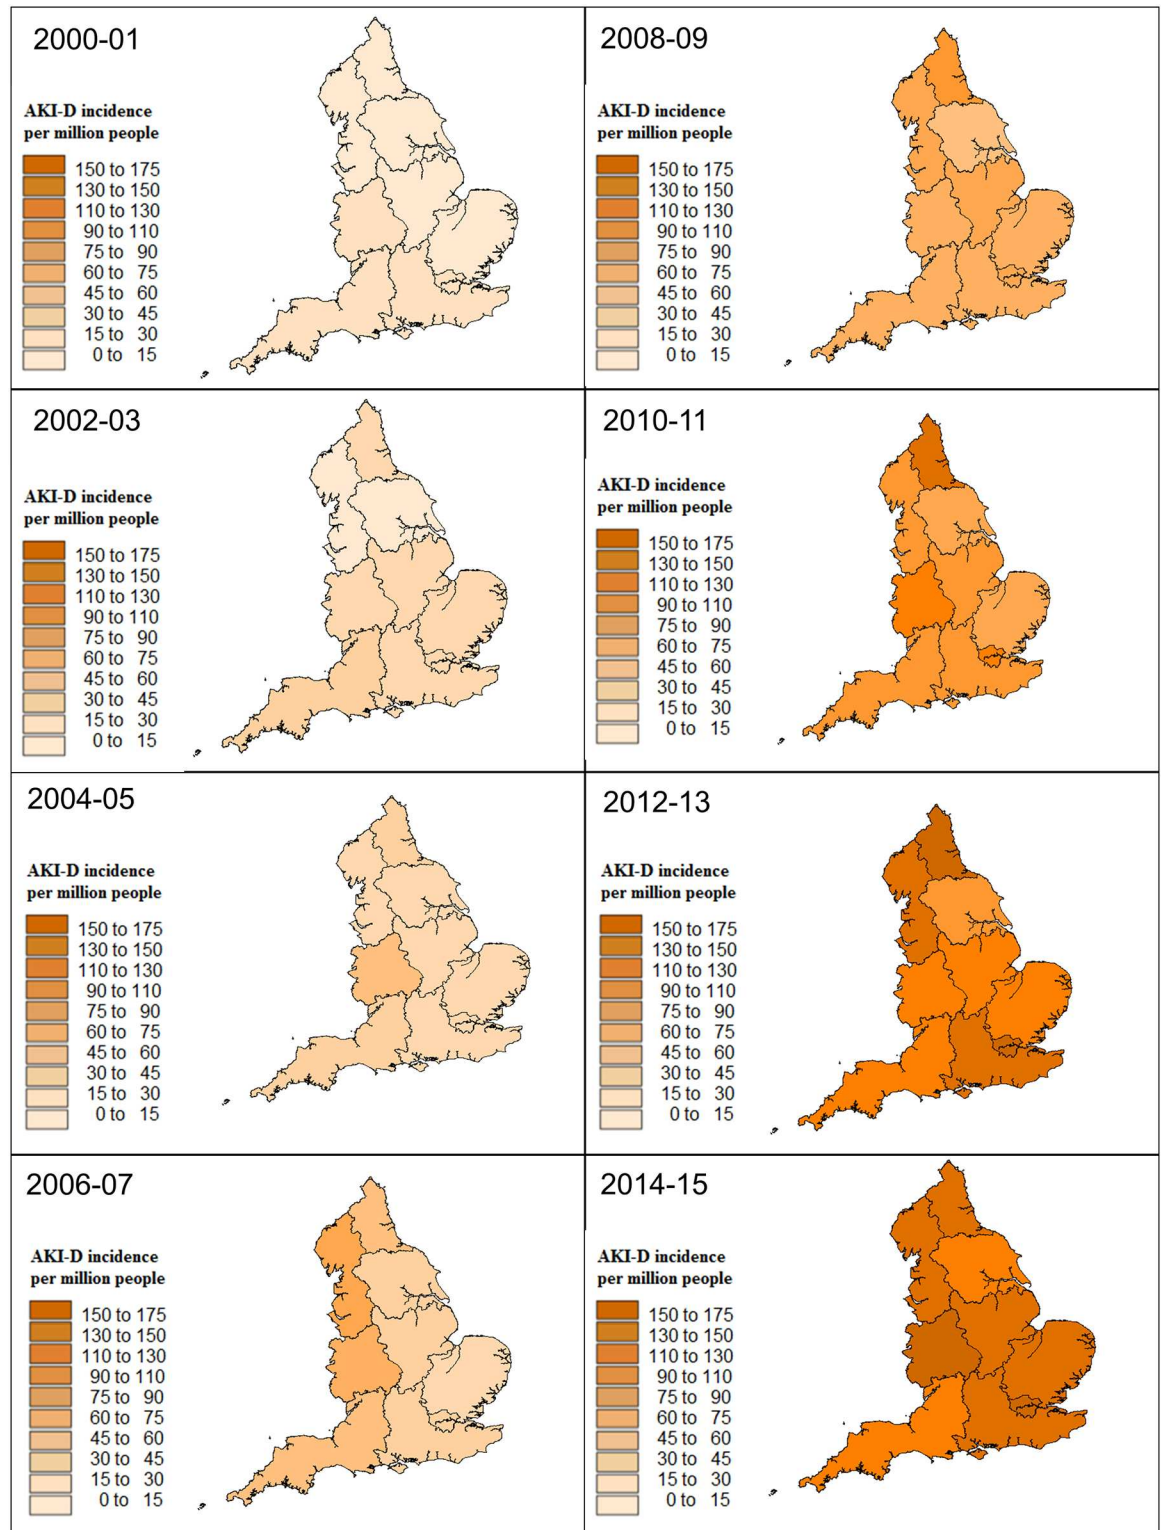 2000-01
AKI-D incidence
per million people
150 to 175
130 to 150
110 to 130
90 to 110
75 to 90
60 to 75
45 to 60
30 to 45
15 to 30
0 to 15
2008-09
AKI-D incidence
per million people
150 to 175
130 to 150
110 to 130
90 to 110
75 to 90
60 to 75
45 to 60
30 to 45
15 to 30
0 to 15
2002-03
AKI-D incidence
per million people
150 to 175
130 to 150
110 to 130
90 to 110
75 to 90
60 to 75
45 to 60
30 to 45
15 to 30
0 to 15
2010-11
AKI-D incidence
per million people
150 to 175
130 to 150
110 to 130
90 to 110
75 to 90
60 to 75
45 to 60
30 to 45
15 to 30
0 to 15
2004-05
AKI-D incidence
per million people
150 to 175
130 to 150
110 to 130
90 to 110
75 to 90
60 to 75
45 to 60
30 to 45
15 to 30
0 to 15
2012-13
AKI-D incidence
per million people
150 to 175
130 to 150
110 to 130
90 to 110
75 to 90
60 to 75
45 to 60
30 to 45
15 to 30
0 to 15
2006-07
AKI-D incidence
per million people
150 to 175
130 to 150
110 to 130
90 to 110
75 to 90
60 to 75
45 to 60
30 to 45
15 to 30
0 to 15
2014-15
AKI-D incidence
per million people
150 to 175
130 to 150
110 to 130
90 to 110
75 to 90
60 to 75
45 to 60
30 to 45
15 to 30
0 to 15